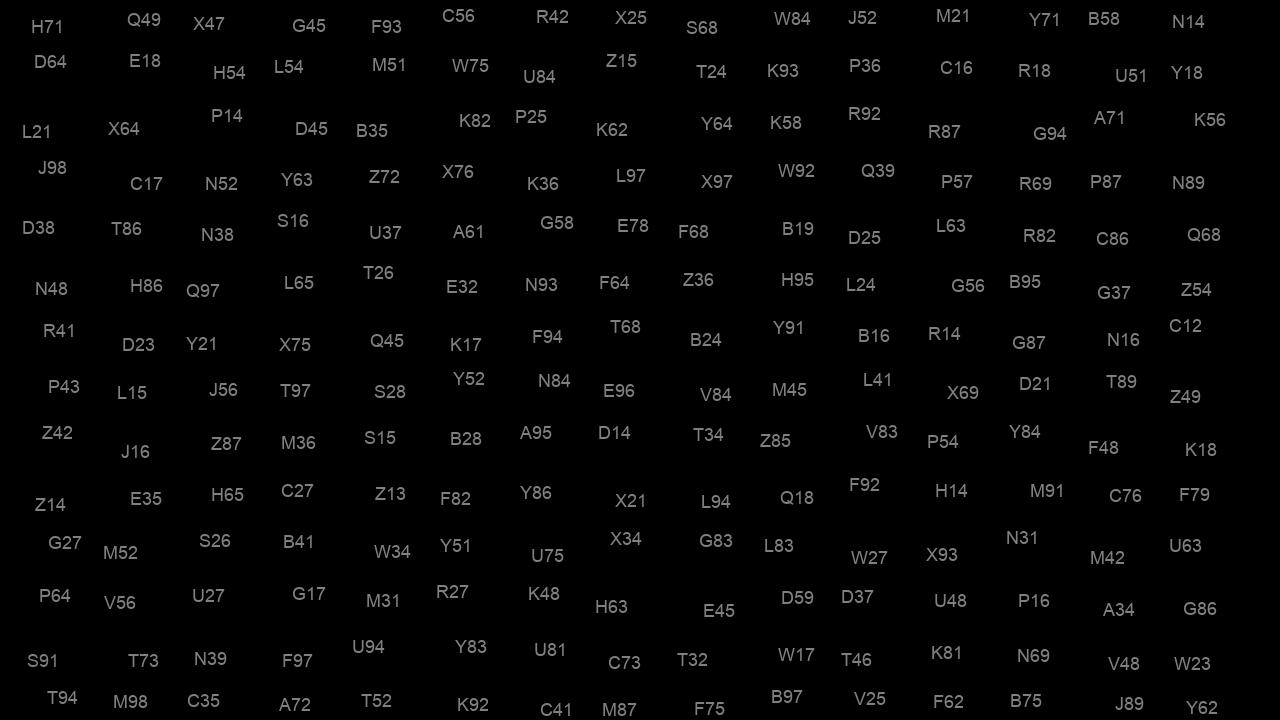 H71 Q49 X47 G45 F93 C56 R42 X25 S68 W84 J52 M21 Y71 B58 N14
D64 E18 H54 L54 M51 W75 U84 Z15 T24 K93 P36 C16 R18 U51 Y18
L21 X64 P14 D45 B35 K82 P25 K62 Y64 K58 R92 R87 G94 A71 K56
J98 C17 N52 Y63 Z72 X76 K36 L97 X97 W92 Q39 P57 R69 P87 N89
D38 T86 N38 S16 U37 A61 G58 E78 F68 B19 D25 L63 R82 C86 Q68
N48 H86 Q97 L65 T26 E32 N93 F64 Z36 H95 L24 G56 B95 G37 Z54
R41 D23 Y21 X75 Q45 K17 F94 T68 B24 Y91 B16 R14 G87 N16 C12
P43 L15 J56 T97 S28 Y52 N84 E96 V84 M45 L41 X69 D21 T89 Z49
Z42 J16 Z87 M36 S15 B28 A95 D14 T34 Z85 V83 P54 Y84 F48 K18
Z14 E35 H65 C27 Z13 F82 Y86 X21 L94 Q18 F92 H14 M91 C76 F79
G27 M52 S26 B41 W34 Y51 U75 X34 G83 L83 W27 X93 N31 M42 U63
P64 V56 U27 G17 M31 R27 K48 H63 E45 D59 D37 U48 P16 A34 G86
S91 T73 N39 F97 U94 Y83 U81 C73 T32 W17 T46 K81 N69 V48 W23
T94 M98 C35 A72 T52 K92 C41 M87 F75 B97 V25 F62 B75 J89 Y62